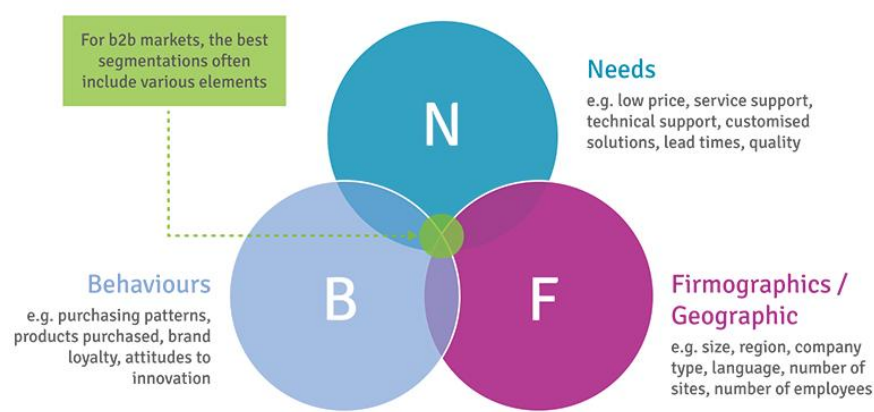 For b2b markets, the best
segmentations often
include various elements
N
Needs
e.g. low price, service support,
technical support, customised
solutions, lead times, quality
B
Behaviours
e.g. purchasing patterns,
products purchased, brand
loyalty, attitudes to
innovation
F
Firmographics /
Geographic
e.g. size, region, company
type, language, number of
sites, number of employees